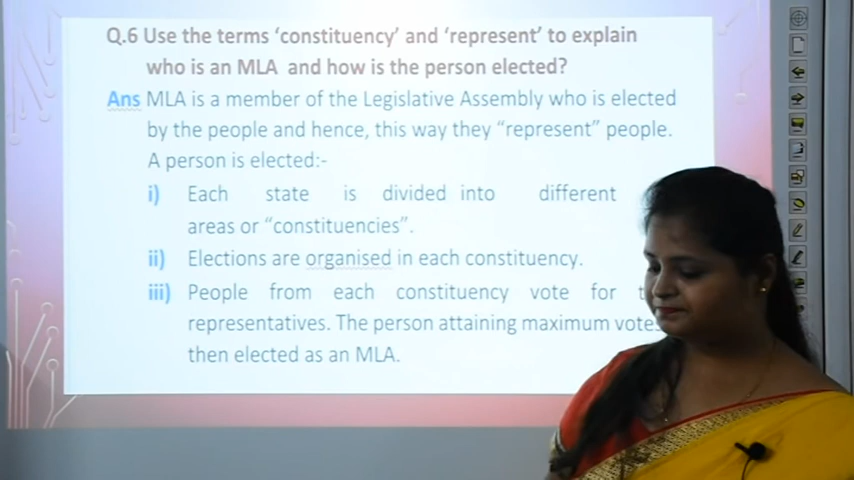 Q.6 Use the terms ‘constituency’ and ‘represent’ to explain
who is an MLA and how is the person elected?
Ans MLA is a member of the Legislative Assembly who is elected
by the people and hence, this way they “represent” people.
A person is elected:-
i) Each state is divided into different
areas or “constituencies”.
ii) Elections are organised in each constituency.
iii) People from each constituency vote for
representatives. The person attaining maximum votes
then elected as an MLA.